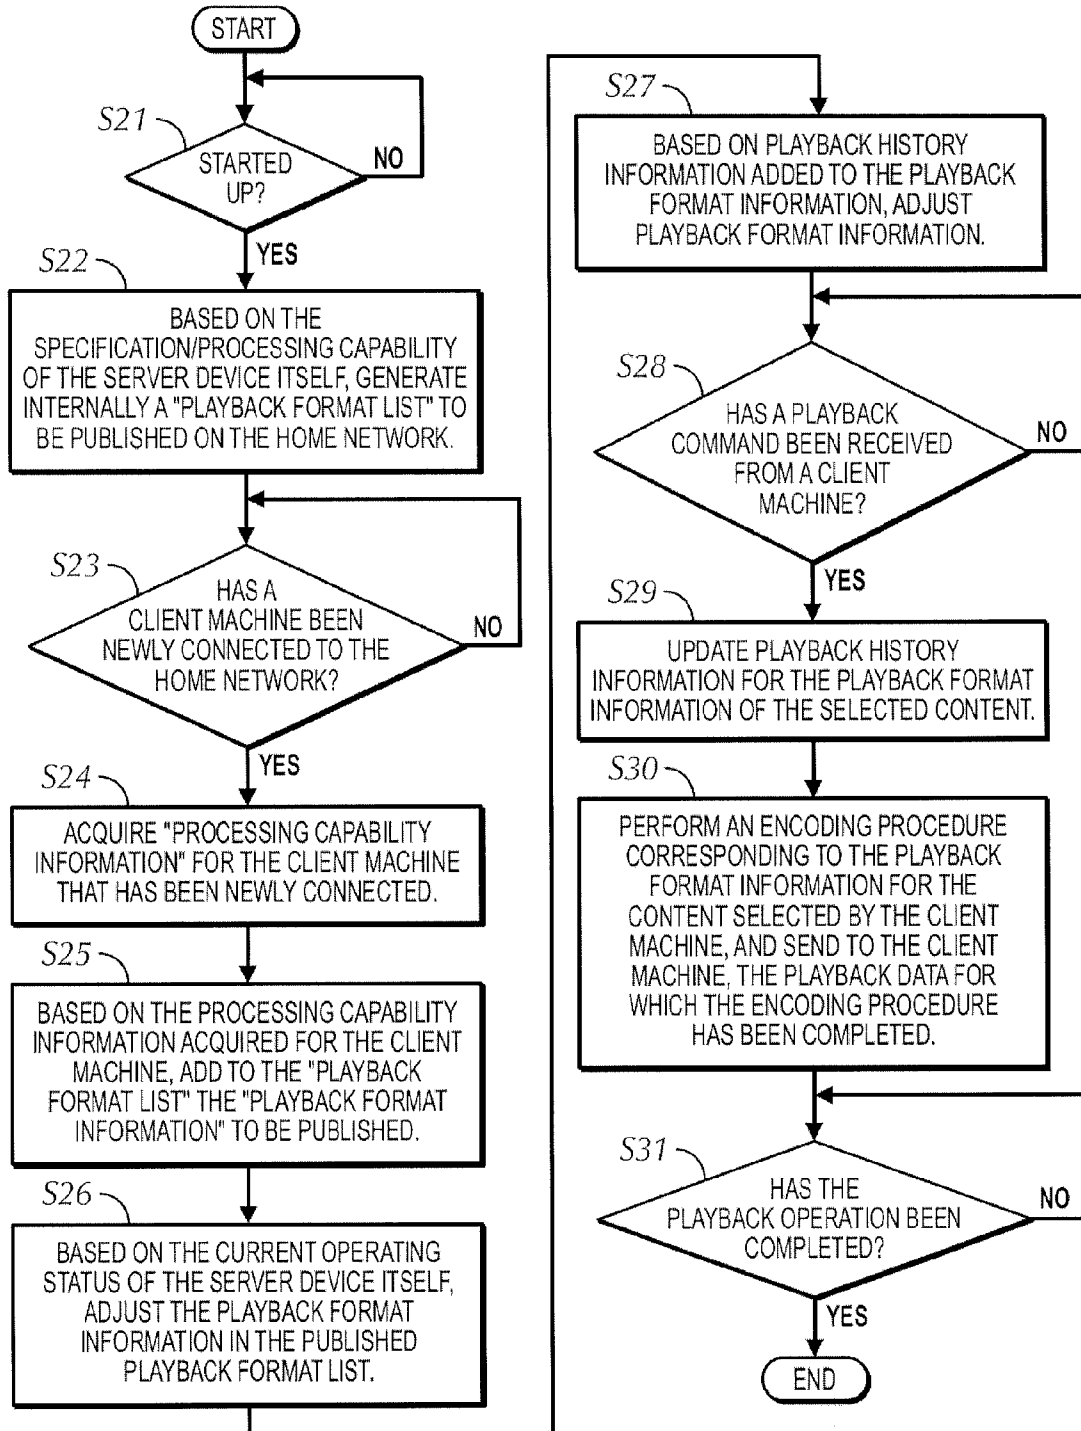 START
S21
STARTED
UP?
NO
YES
S22
BASED ON THE
SPECIFICATION/PROCESSING CAPABILITY
OF THE SERVER DEVICE ITSELF, GENERATE
INTERNALLY A "PLAYBACK FORMAT LIST" TO
BE PUBLISHED ON THE HOME NETWORK.
S23
HAS A
CLIENT MACHINE BEEN
NEWLY CONNECTED TO THE
HOME NETWORK?
NO
YES
S24
ACQUIRE "PROCESSING CAPABILITY
INFORMATION" FOR THE CLIENT MACHINE
THAT HAS BEEN NEWLY CONNECTED.
S25
BASED ON THE PROCESSING CAPABILITY
INFORMATION ACQUIRED FOR THE CLIENT
MACHINE, ADD TO THE "PLAYBACK
FORMAT LIST" THE "PLAYBACK FORMAT
INFORMATION" TO BE PUBLISHED.
S26
BASED ON THE CURRENT OPERATING
STATUS OF THE SERVER DEVICE ITSELF,
ADJUST THE PLAYBACK FORMAT
INFORMATION IN THE PUBLISHED
PLAYBACK FORMAT LIST.
S27
BASED ON PLAYBACK HISTORY
INFORMATION ADDED TO THE PLAYBACK
FORMAT INFORMATION, ADJUST
PLAYBACK FORMAT INFORMATION.
S28
HAS A PLAYBACK
COMMAND BEEN RECEIVED
FROM A CLIENT
MACHINE?
NO
YES
S29
UPDATE PLAYBACK HISTORY
INFORMATION FOR THE PLAYBACK FORMAT
INFORMATION OF THE SELECTED CONTENT.
S30
PERFORM AN ENCODING PROCEDURE
CORRESPONDING TO THE PLAYBACK
FORMAT INFORMATION FOR THE
CONTENT SELECTED BY THE CLIENT
MACHINE, AND SEND TO THE CLIENT
MACHINE, THE PLAYBACK DATA FOR
WHICH THE ENCODING PROCEDURE
HAS BEEN COMPLETED.
S31
HAS THE
PLAYBACK OPERATION BEEN
COMPLETED?
NO
YES
END